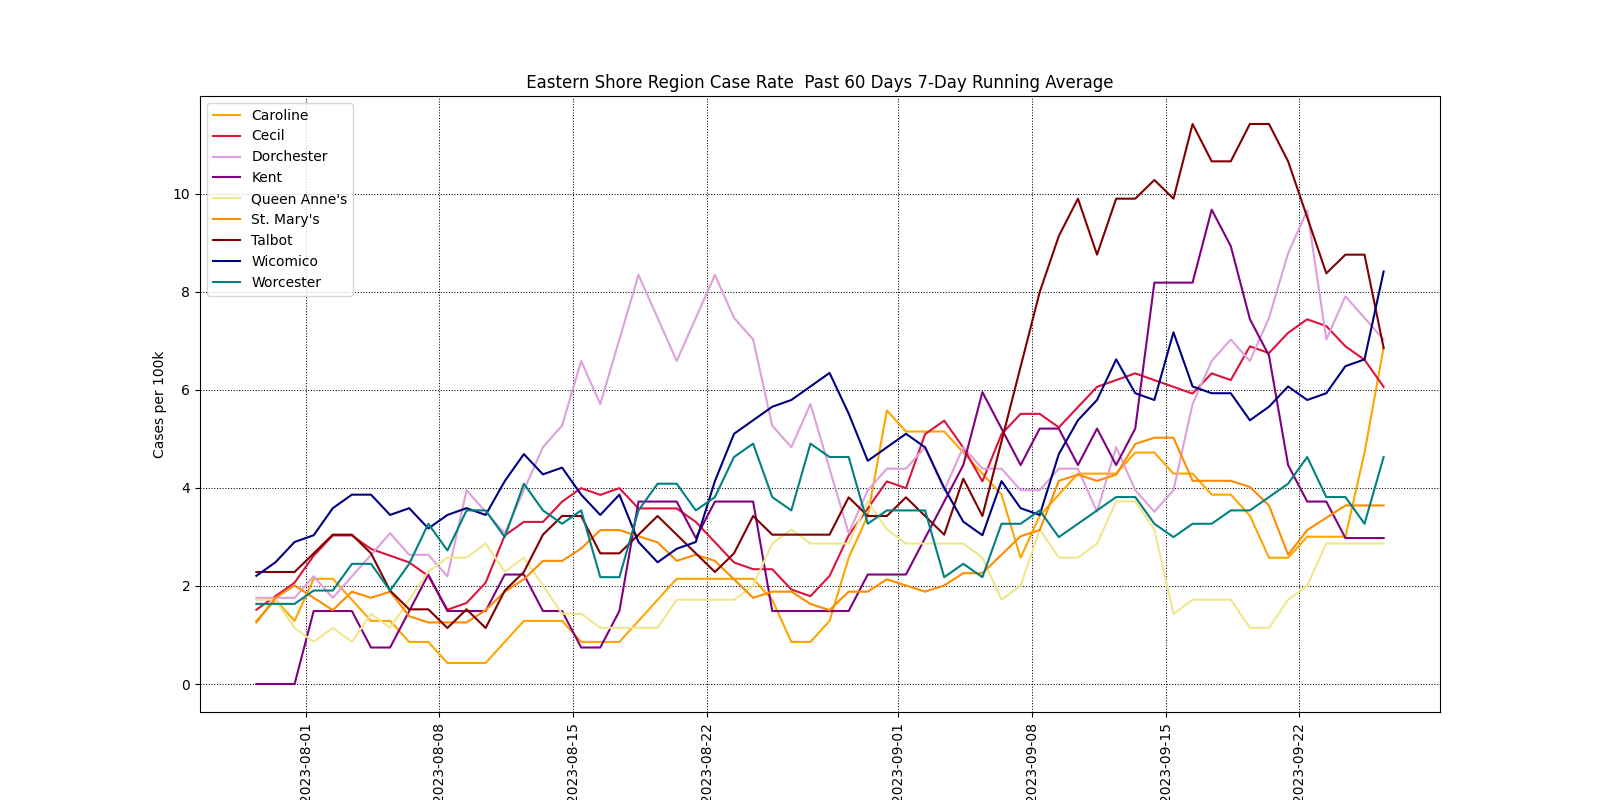 Eastern Shore Region Case Rate  Past 60 Days 7-Day Running Average
Caroline
Cecil
Dorchester
Kent
Queen Anne's
St. Mary's
Talbot
Wicomico
Worcester
Cases per 100k
10
8
6
4
2
0
2023-08-01
2023-08-08
2023-08-15
2023-08-22
2023-09-01
2023-09-08
2023-09-15
2023-09-22